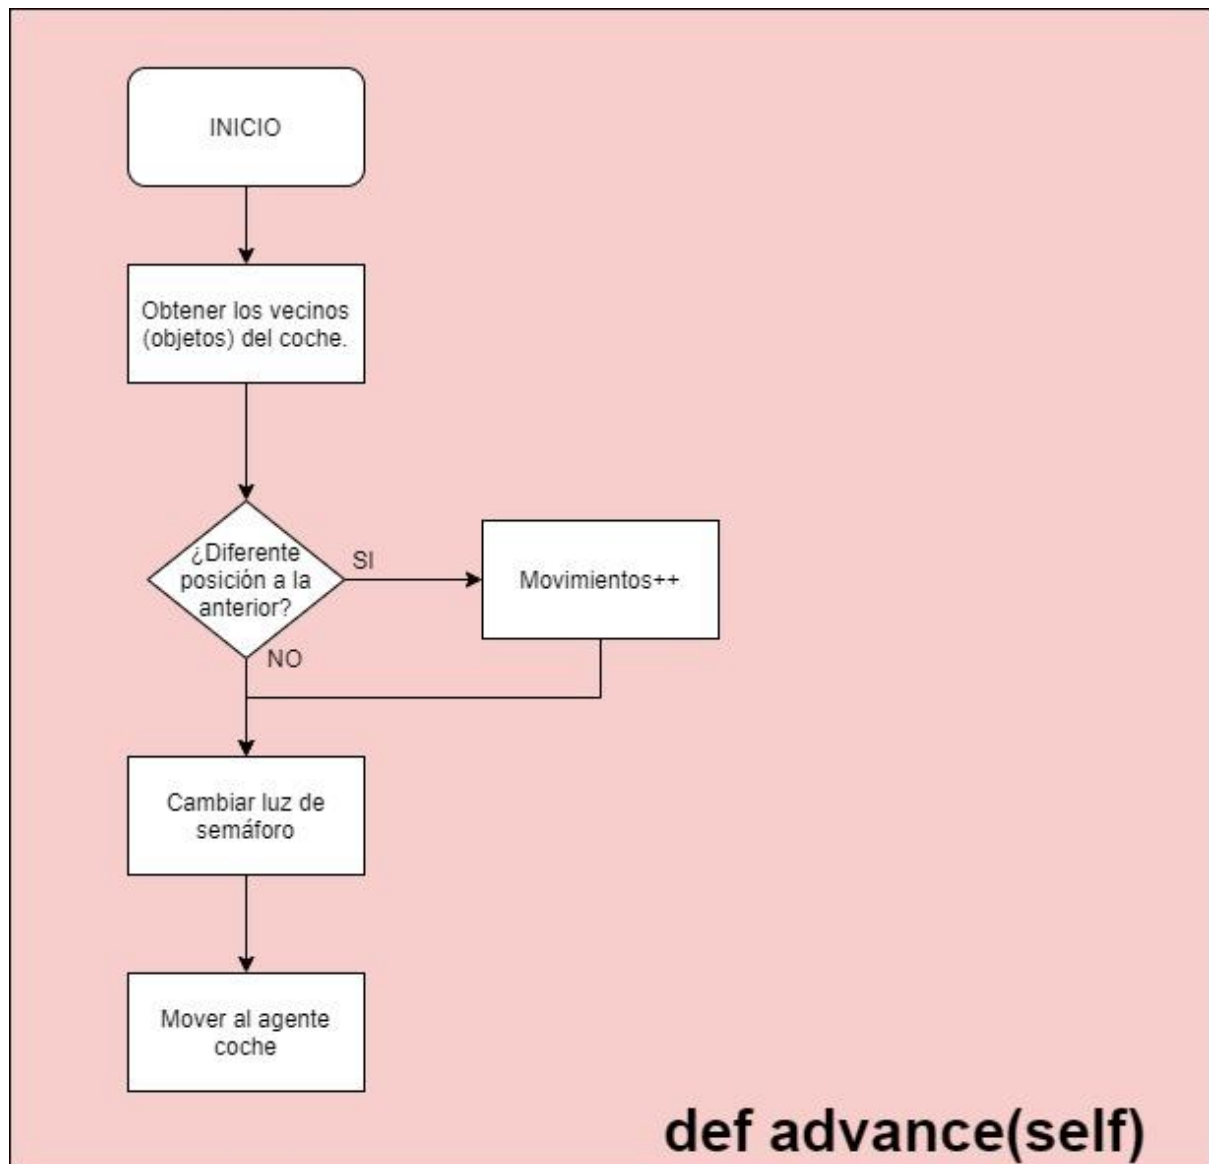 INICIO
Obtener los vecinos
(objetos) del coche.
¿Diferente
posición a la
anterior?
SI
Movimientos++
NO
Cambiar luz de
semáforo
Mover al agente
coche
def advance(self)